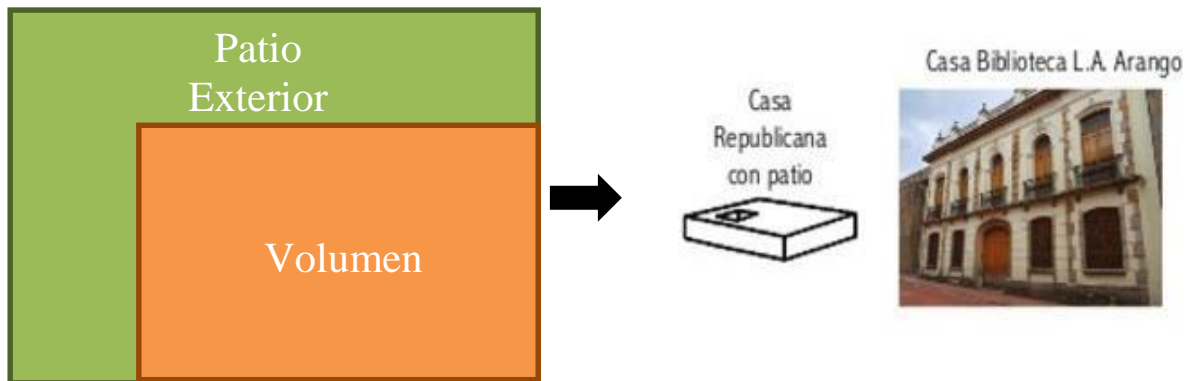 Patio
Exterior
Volumen
Casa
Republicana
con patio
Casa Biblioteca L.A. Arango